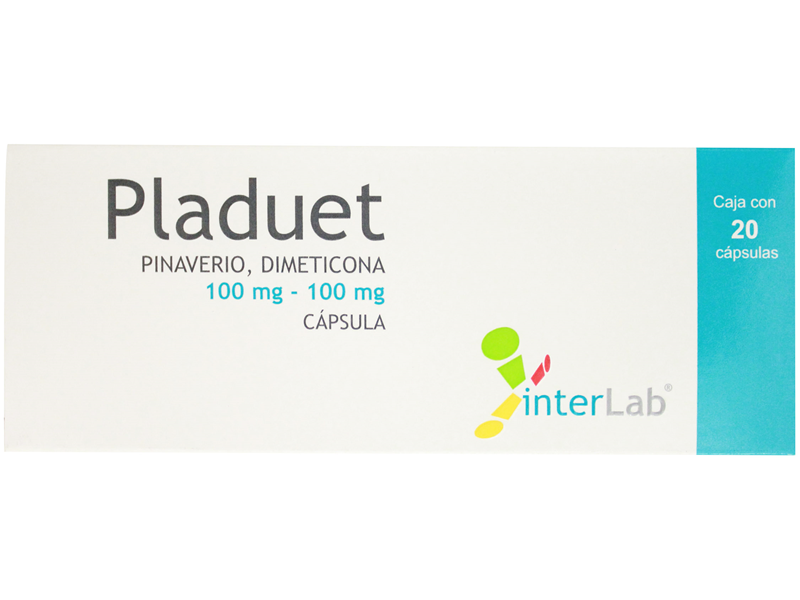 Pladuet
PINAVERIO, DIMETICONA
100 mg - 100 mg
CÁPSULA
Caja con
20
cápsulas
interLab®